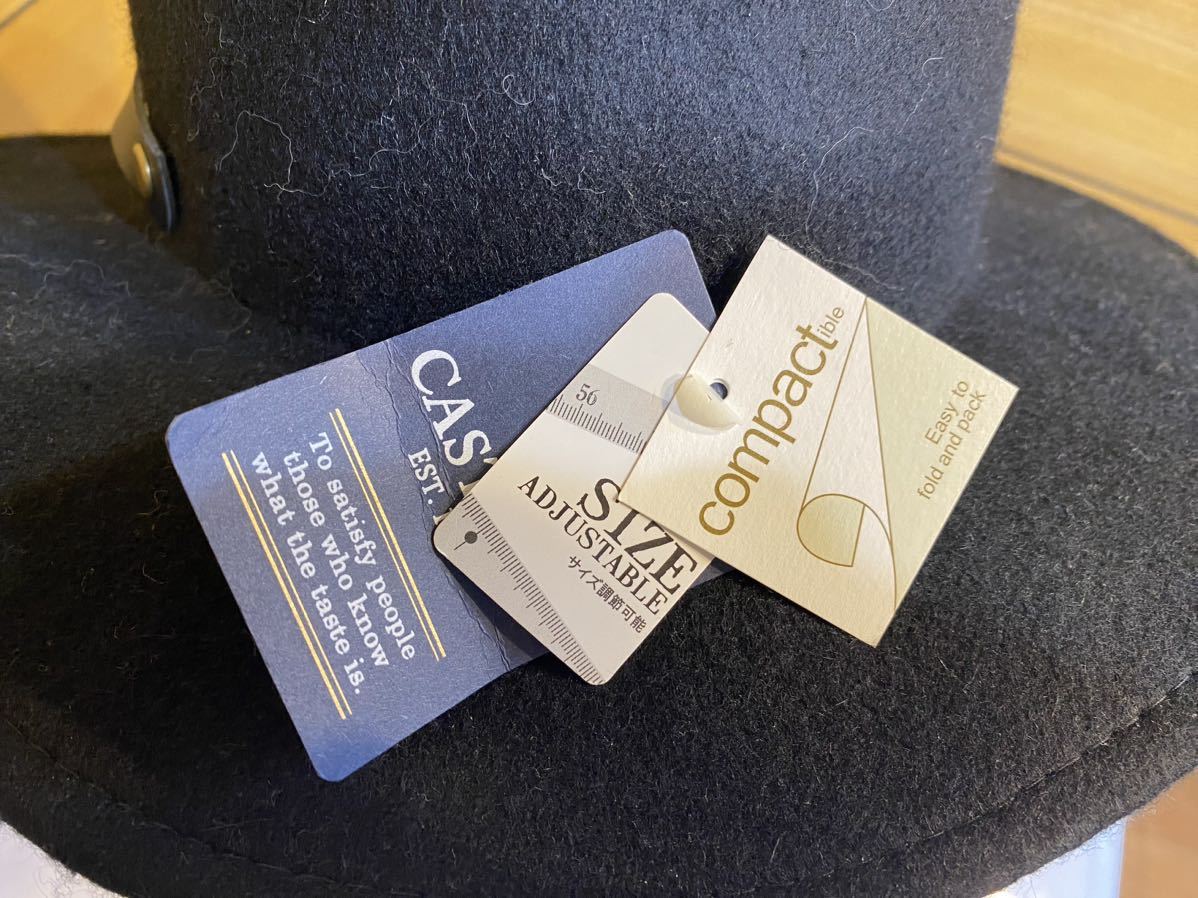 EST.
To satisfy people
those who know
what the taste is.
56
SIZE
ADJUSTABLE
サイズ調節可能
compactible
Easy to
fold and pack